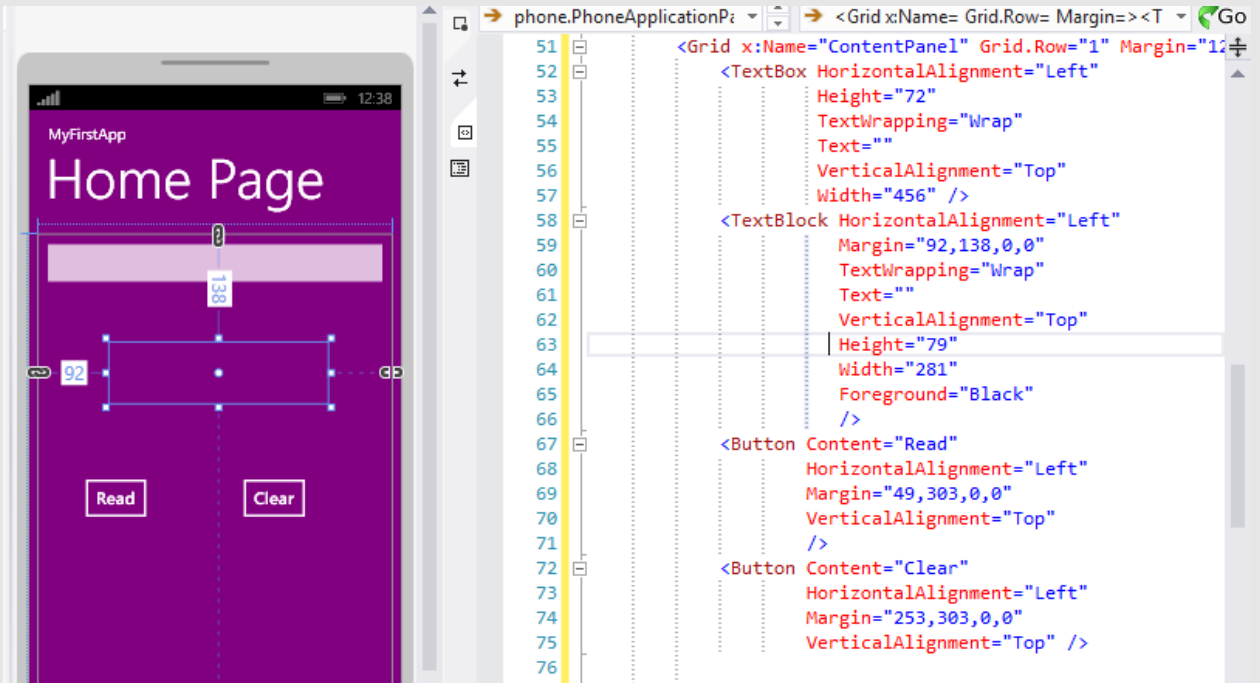 phone.PhoneApplicationPa
<Grid x:Name= Grid.Row= Margin=><T
Go
12:38
MyFirstApp
Home Page
138
92
Read
Clear
51 <Grid x:Name="ContentPanel" Grid.Row="1" Margin="12
52 <TextBox HorizontalAlignment="Left"
53 Height="72"
54 TextWrapping="Wrap"
55 Text=""
56 VerticalAlignment="Top"
57 Width="456" />
58 <TextBlock HorizontalAlignment="Left"
59 Margin="92,138,0,0"
60 TextWrapping="Wrap"
61 Text=""
62 VerticalAlignment="Top"
63 Height="79"
64 Width="281"
65 Foreground="Black"
66 />
67 <Button Content="Read"
68 HorizontalAlignment="Left"
69 Margin="49,303,0,0"
70 VerticalAlignment="Top"
71 />
72 <Button Content="Clear"
73 HorizontalAlignment="Left"
74 Margin="253,303,0,0"
75 VerticalAlignment="Top" />
76